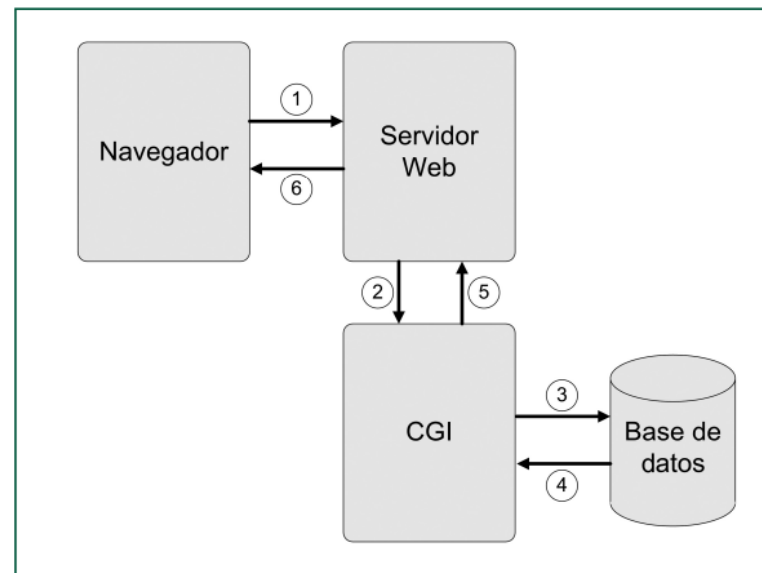 Navegador
1
6
Servidor
Web
2
5
CGI
3
4
Base de
datos